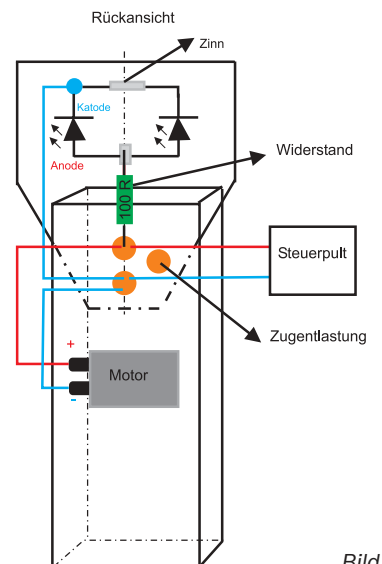 Rückansicht
Zinn
Katode
Anode
Widerstand
100 R
Steuerpult
Zugentlastung
+
Motor
-
Bild